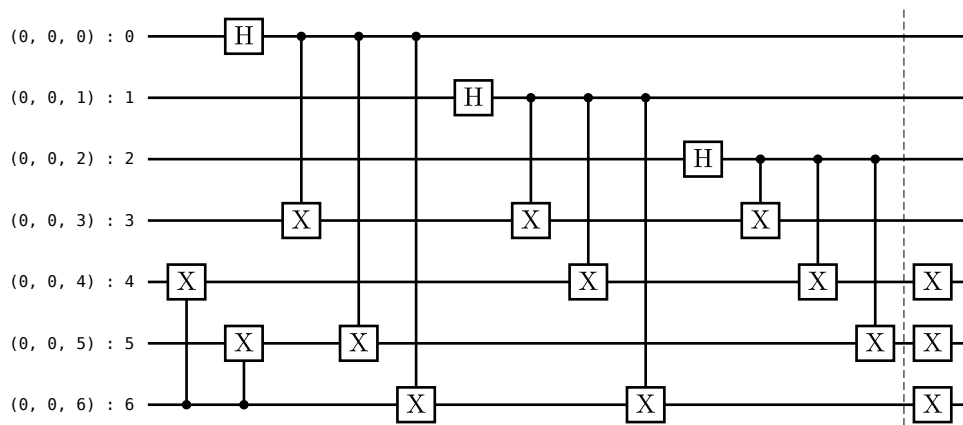 (0, 0, 0) : 0 H
(0, 0, 1) : 1 H
(0, 0, 2) : 2 H
(0, 0, 3) : 3 X X X
(0, 0, 4) : 4 X X X X
(0, 0, 5) : 5 X X X X
(0, 0, 6) : 6 X X X